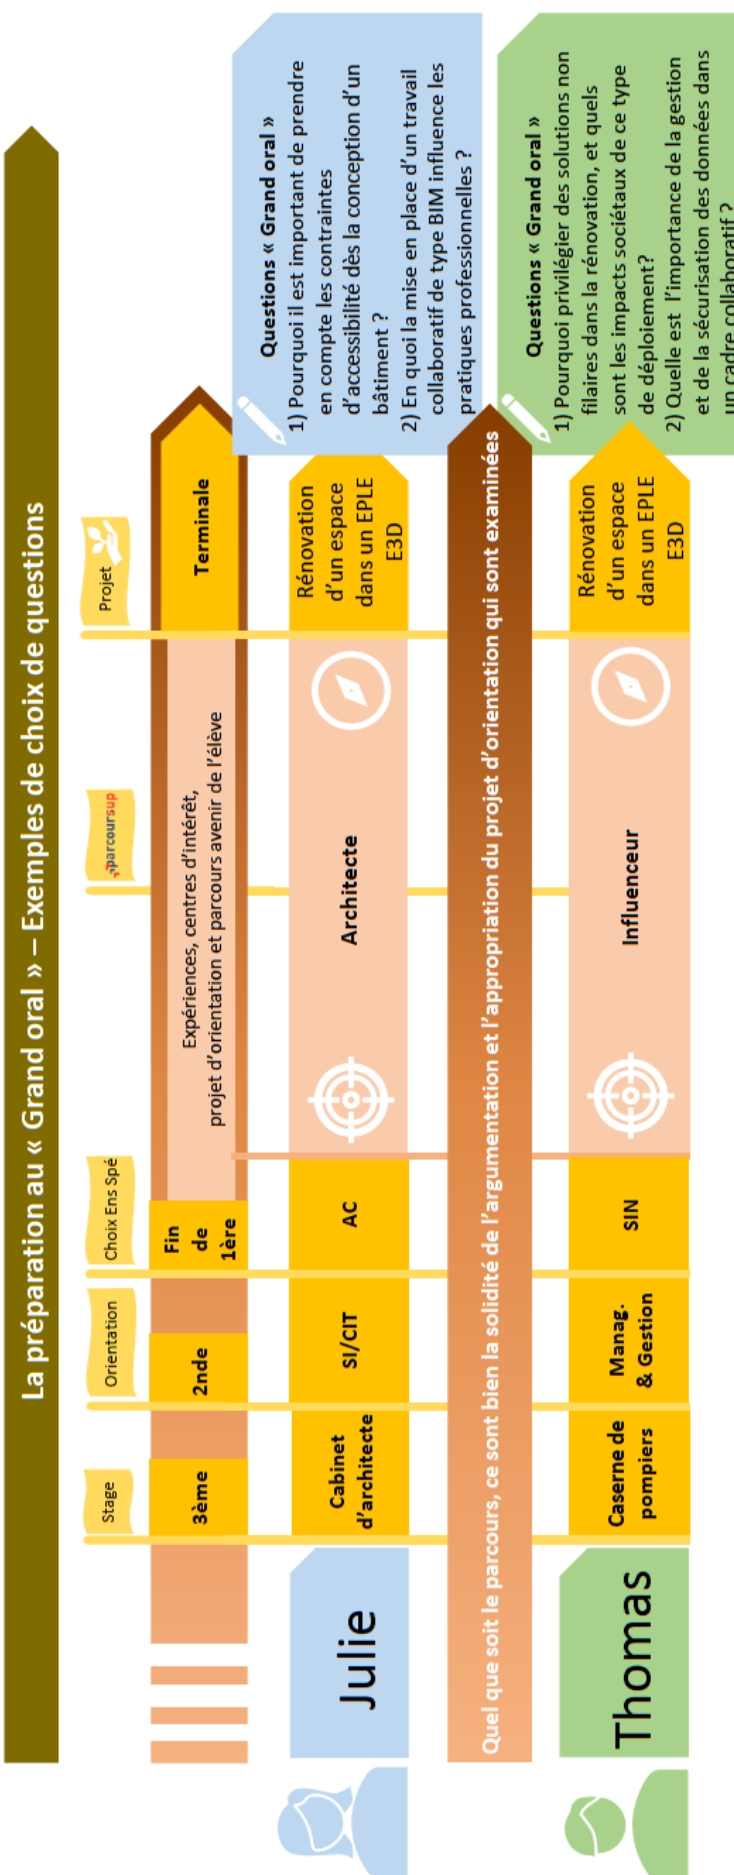 La préparation au « Grand oral » – Exemples de choix de questions
Stage
Orientation
Choix Ens Spé
parcoursup
Projet
3ème
2nde
Fin
de
1ère
Expériences, centres d'intérêt,
projet d'orientation et parcours avenir de l'élève
Terminale
Julie
Cabinet
d'architecte
SI/CIT
AC
Architecte
Rénovation
d'un espace
dans un EPLE
E3D
Questions « Grand oral »
1) Pourquoi il est important de prendre
en compte les contraintes
d'accessibilité dès la conception d'un
bâtiment ?
2) En quoi la mise en place d'un travail
collaboratif de type BIM influence les
pratiques professionnelles ?
Quel que soit le parcours, ce sont bien la solidité de l'argumentation et l'appropriation du projet d'orientation qui sont examinées
Thomas
Caserne de
pompiers
Manag.
& Gestion
SIN
Influenceur
Rénovation
d'un espace
dans un EPLE
E3D
Questions « Grand oral »
1) Pourquoi privilégier des solutions non
filaires dans la rénovation, et quels
sont les impacts sociétaux de ce type
de déploiement?
2) Quelle est l'importance de la gestion
et de la sécurisation des données dans
un cadre collaboratif ?